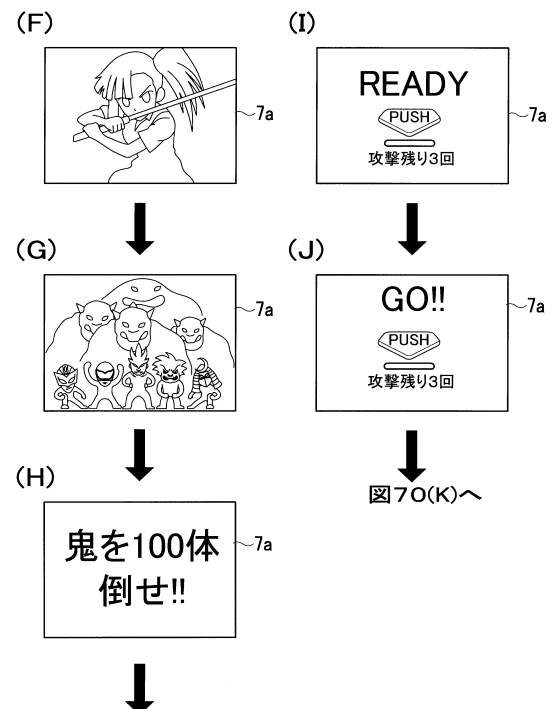 (F)
7a
(G)
7a
(H)
鬼を100体
倒せ!!
7a
(I)
READY
PUSH
攻撃残り3回
7a
(J)
GO!!
PUSH
攻撃残り3回
7a
図70(K)へ